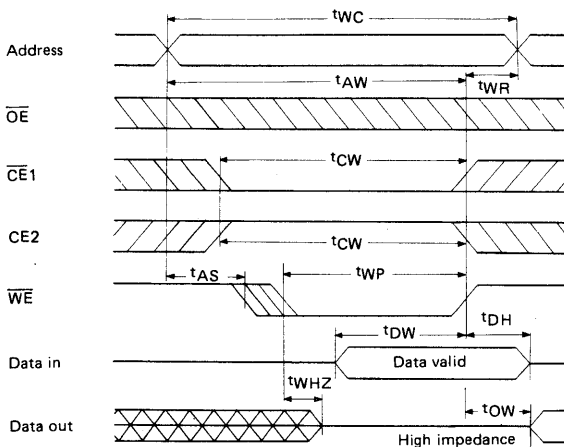 tWC
Address
tAW
tWR
OE
tCW
CE1
CE2
tCW
tAS
tWP
WE
tDW
tDH
Data in
Data valid
tWHZ
tOW
Data out
High impedance